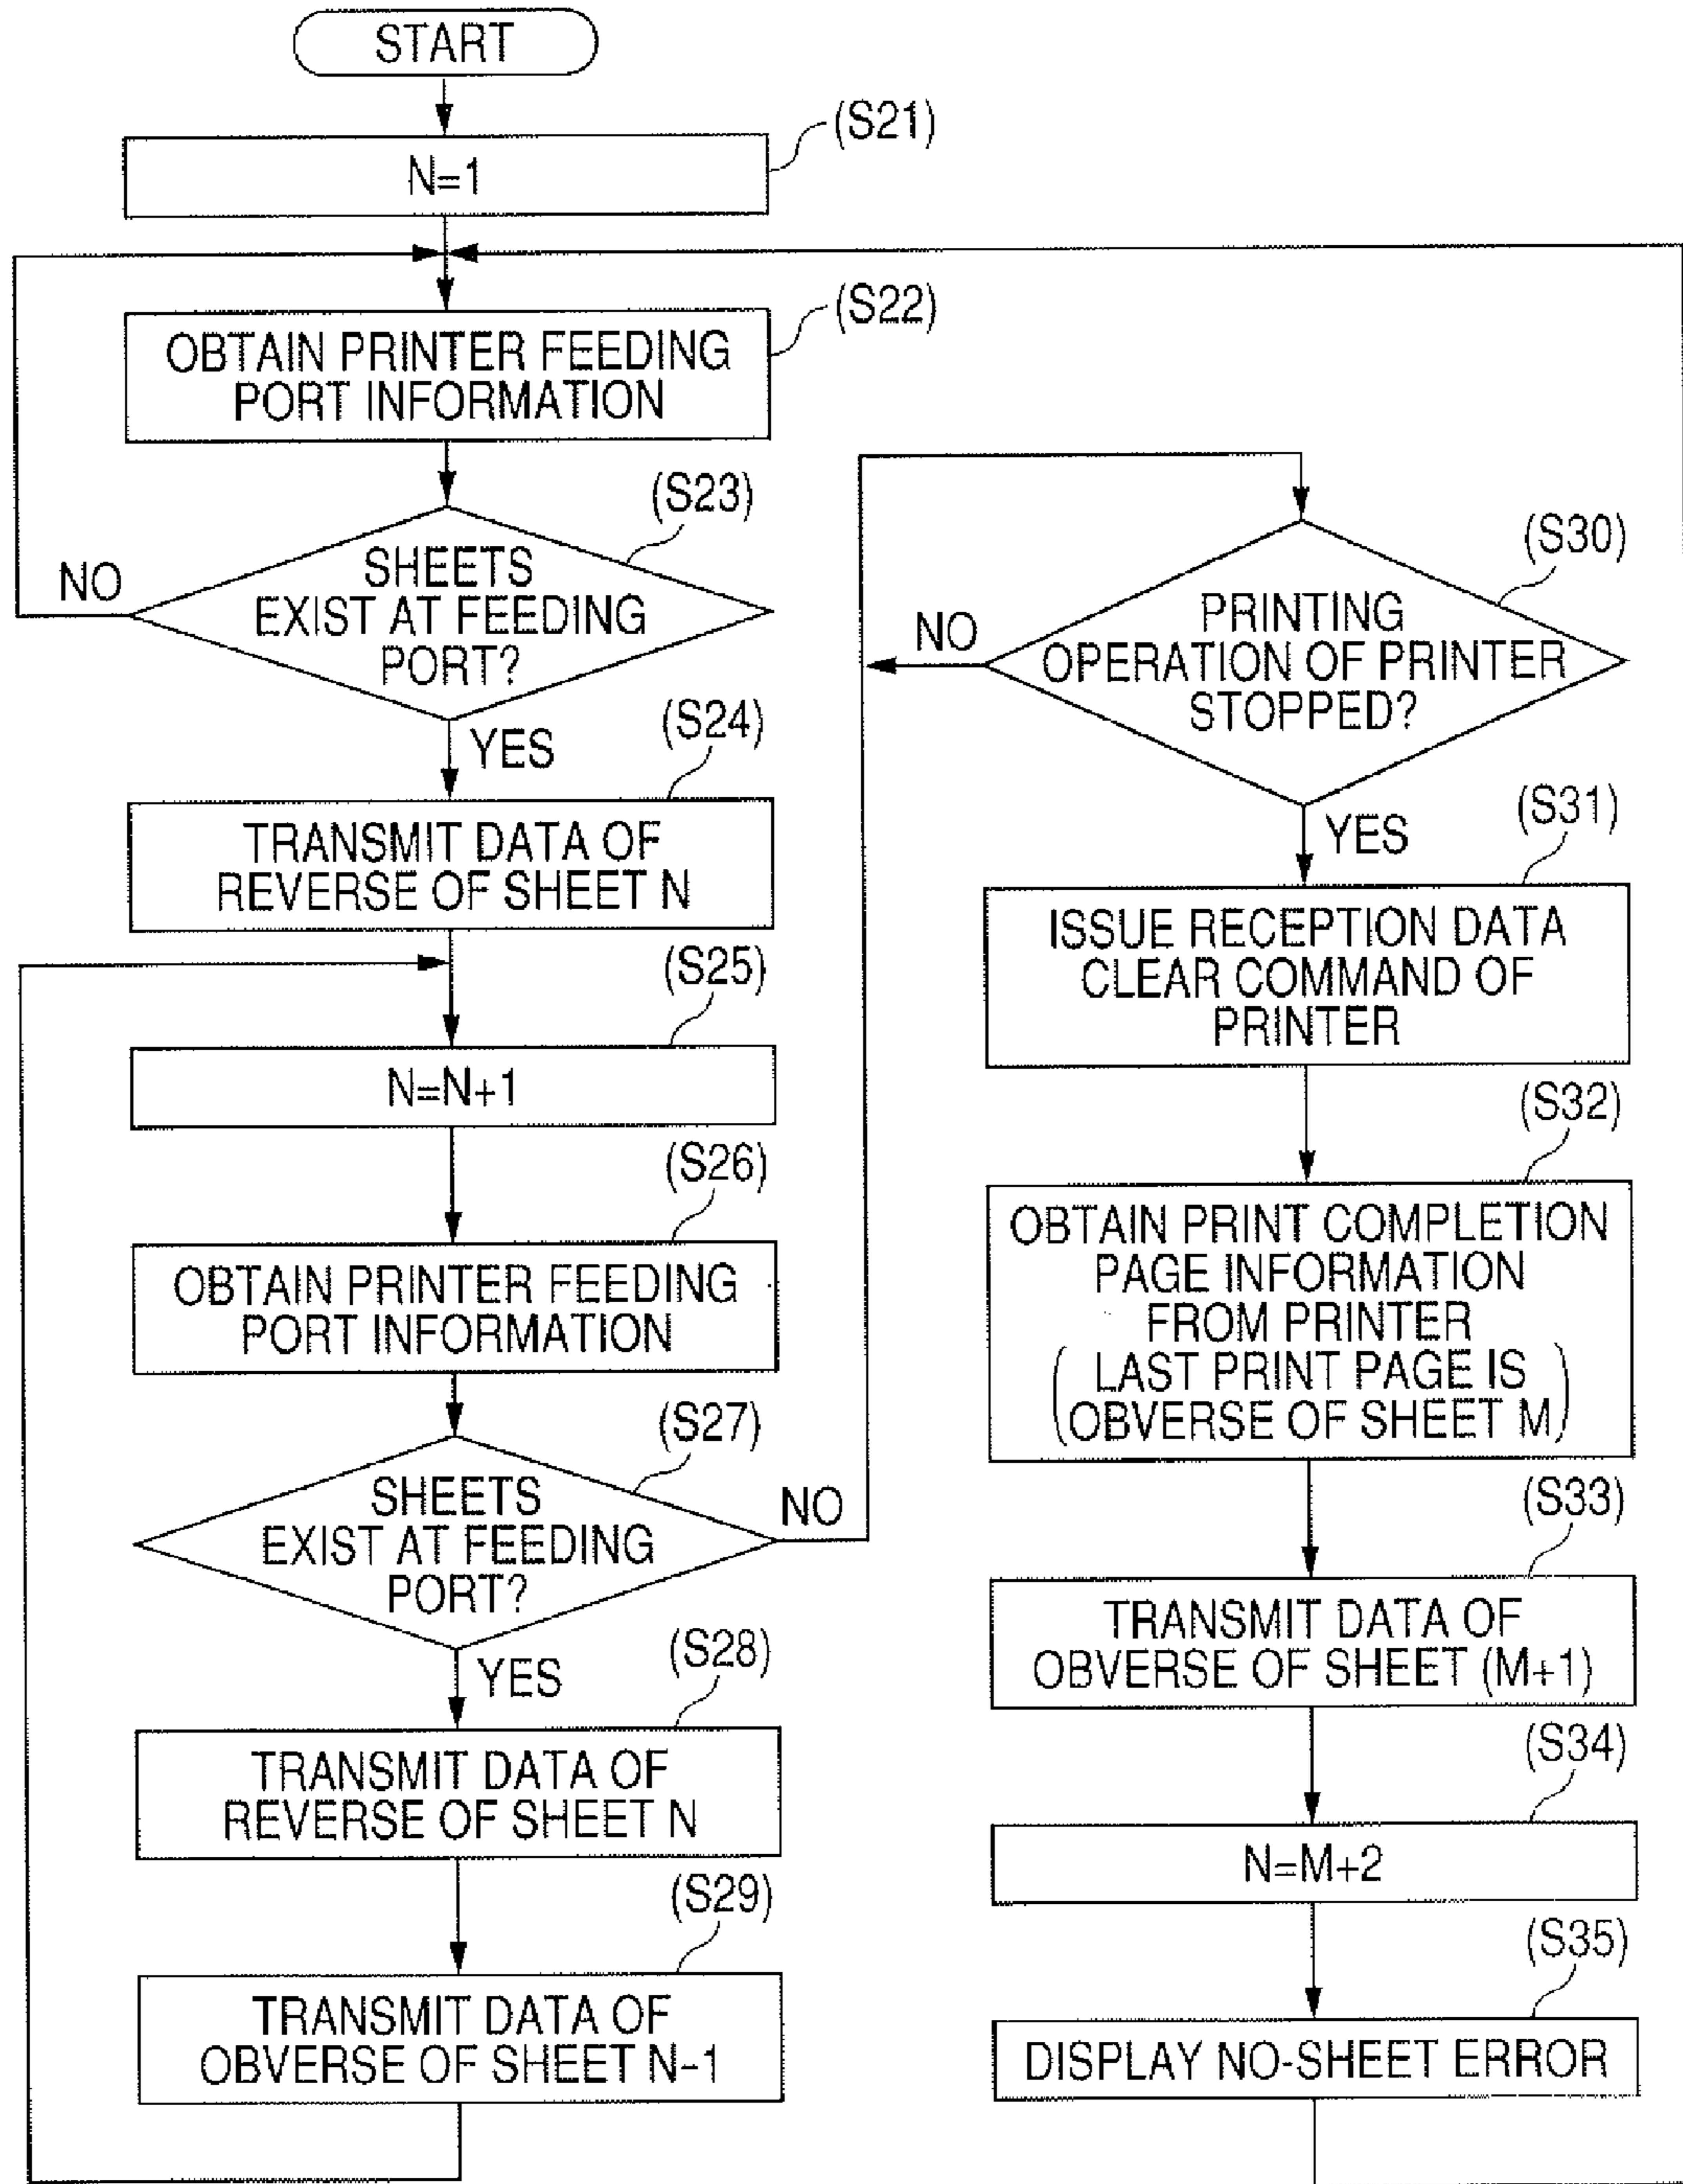 START
(S21)
N=1
(S22)
OBTAIN PRINTER FEEDING
PORT INFORMATION
(S23)
SHEETS
EXIST AT FEEDING
PORT?
NO
YES
(S24)
TRANSMIT DATA OF
REVERSE OF SHEET N
(S25)
N=N+1
(S26)
OBTAIN PRINTER FEEDING
PORT INFORMATION
(S27)
SHEETS
EXIST AT FEEDING
PORT?
NO
YES
(S28)
TRANSMIT DATA OF
REVERSE OF SHEET N
(S29)
TRANSMIT DATA OF
OBVERSE OF SHEET N-1
(S30)
PRINTING
OPERATION OF PRINTER
STOPPED?
NO
YES
(S31)
ISSUE RECEPTION DATA
CLEAR COMMAND OF
PRINTER
(S32)
OBTAIN PRINT COMPLETION
PAGE INFORMATION
FROM PRINTER
(LAST PRINT PAGE IS
OBVERSE OF SHEET M)
(S33)
TRANSMIT DATA OF
OBVERSE OF SHEET (M+1)
(S34)
N=M+2
(S35)
DISPLAY NO-SHEET ERROR